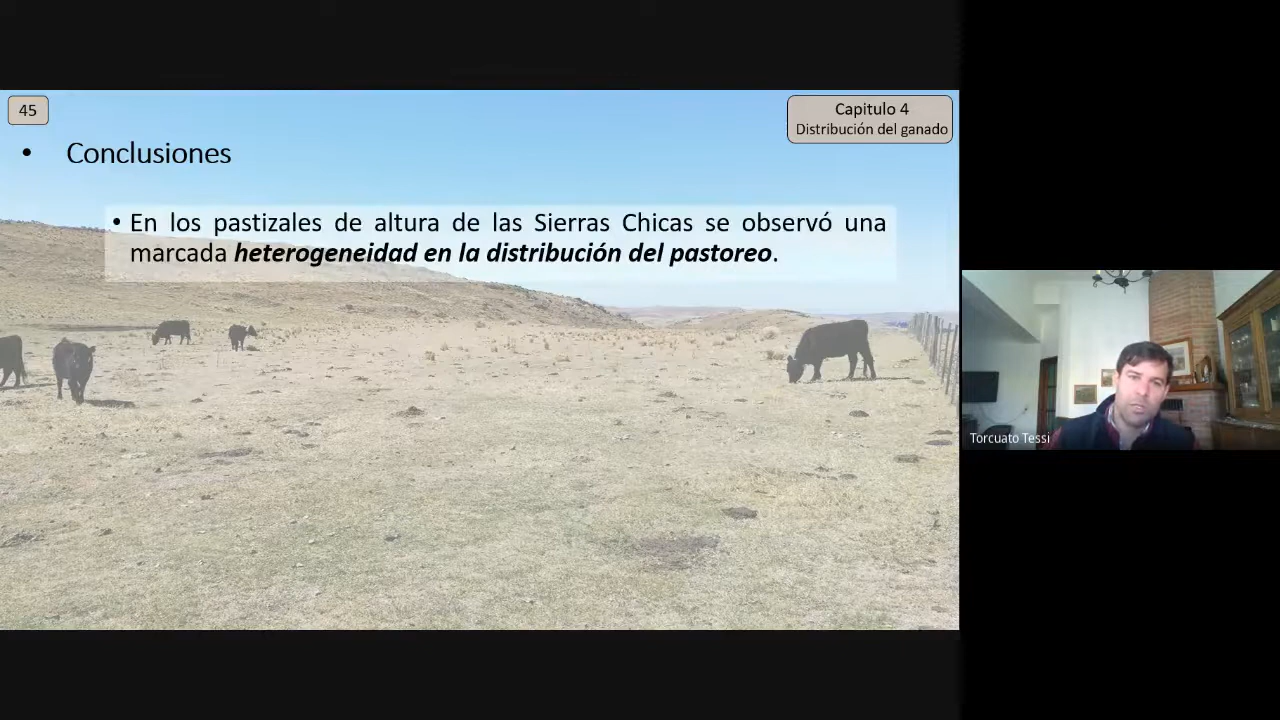 45
Capitulo 4
Distribución del ganado
• Conclusiones
• En los pastizales de altura de las Sierras Chicas se observó una
marcada heterogeneidad en la distribución del pastoreo.
Torcuato Tessi